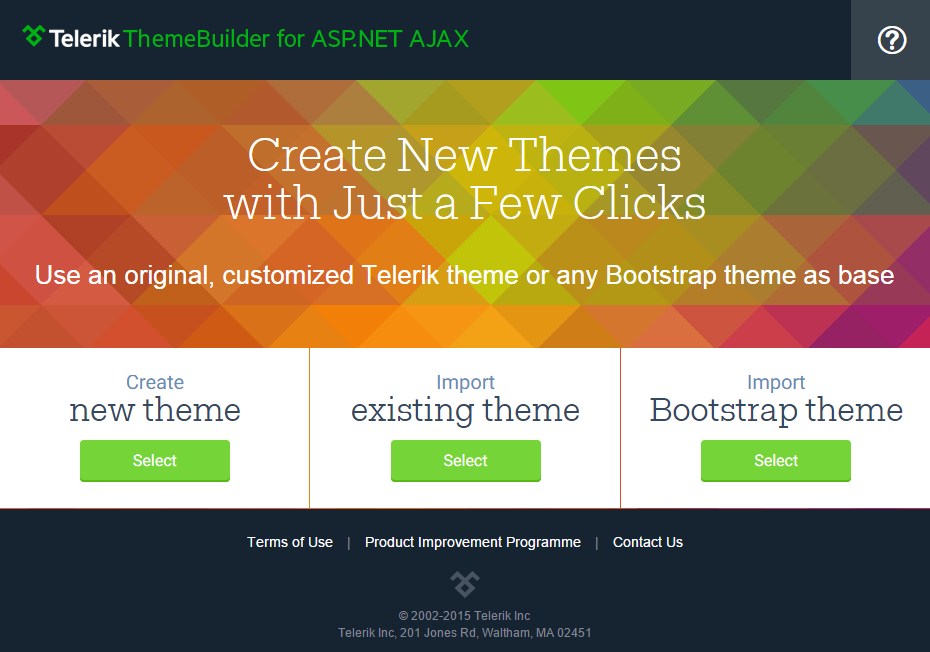 Telerik ThemeBuilder for ASP.NET AJAX
?
Create New Themes
with Just a Few Clicks
Use an original, customized Telerik theme or any Bootstrap theme as base
Create
new theme
Select
Import
existing theme
Select
Import
Bootstrap theme
Select
Terms of Use | Product Improvement Programme | Contact Us
© 2002-2015 Telerik Inc
Telerik Inc, 201 Jones Rd, Waltham, MA 02451